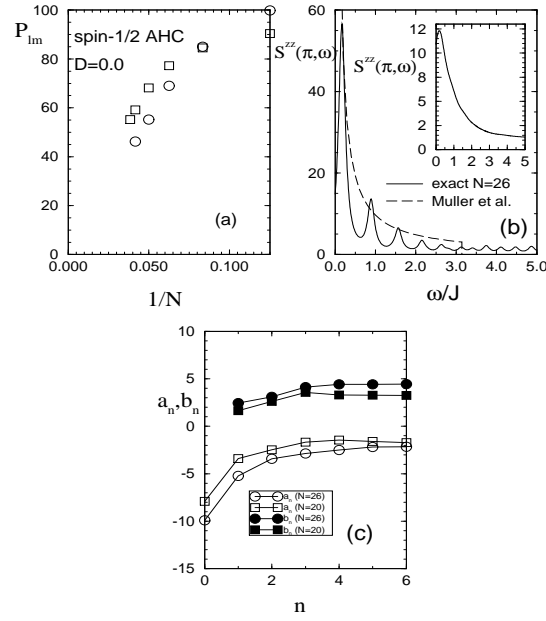 P_lm
spin-1/2 AHC
D=0.0
(a)
100
80
60
40
20
0
0.000 0.050 0.100
1/N
S^zz(π,ω)
60
50
40
30
20
10
0
0.0 1.0 2.0 3.0 4.0 5.0
ω/J
S^zz(π,ω)
12
10
8
6
4
2
0
0 1 2 3 4 5
exact N=26
Muller et al.
(b)
a_n,b_n
10
5
0
-5
-10
-15
a_n (N=26)
a_n (N=20)
b_n (N=26)
b_n (N=20)
(c)
0 2 4 6
n